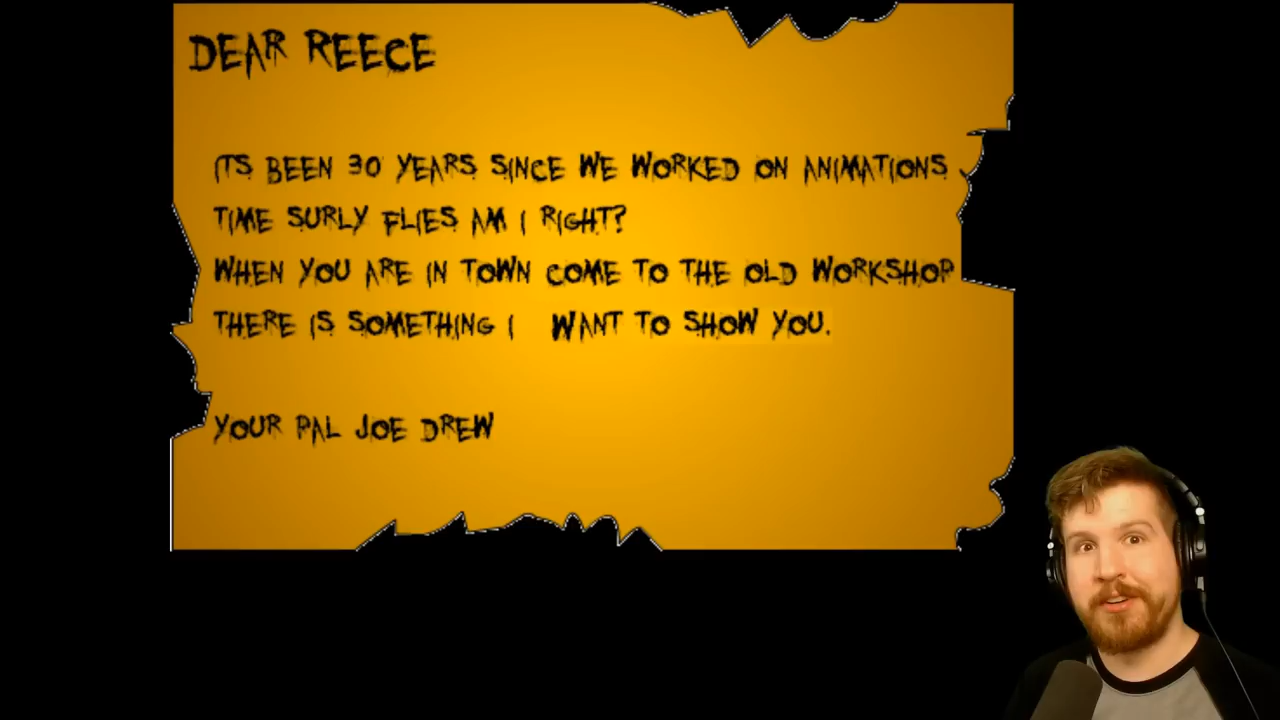 DEAR REECE
ITS BEEN 30 YEARS SINCE WE WORKED ON ANIMATIONS
TIME SURLY FLIES AM I RIGHT?
WHEN YOU ARE IN TOWN COME TO THE OLD WORKSHOP
THERE IS SOMETHING I WANT TO SHOW YOU.
YOUR PAL JOE DREW